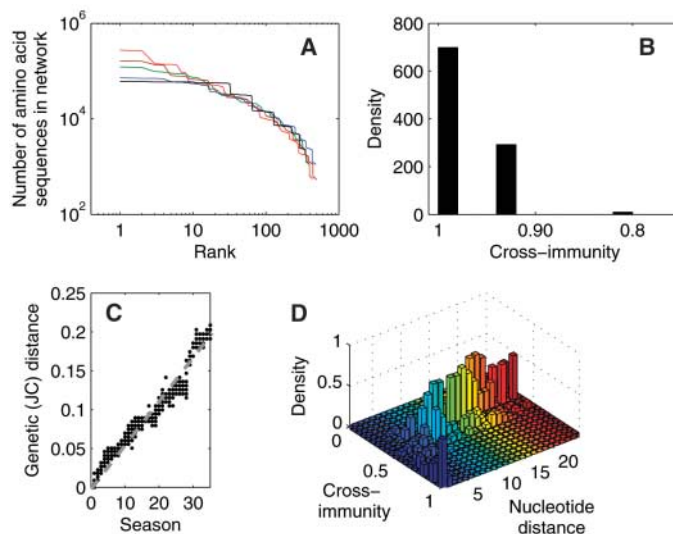 A
Number of amino acid
sequences in network
10^6
10^4
10^2
1
10
100
1000
Rank
B
Density
800
600
400
200
0
1
0.90
0.8
Cross–immunity
C
Genetic (JC) distance
0.25
0.2
0.15
0.1
0.05
0
0
10
20
30
Season
D
Density
1
0.5
0
0
0.5
1
Cross–
immunity
5
10
15
20
Nucleotide
distance